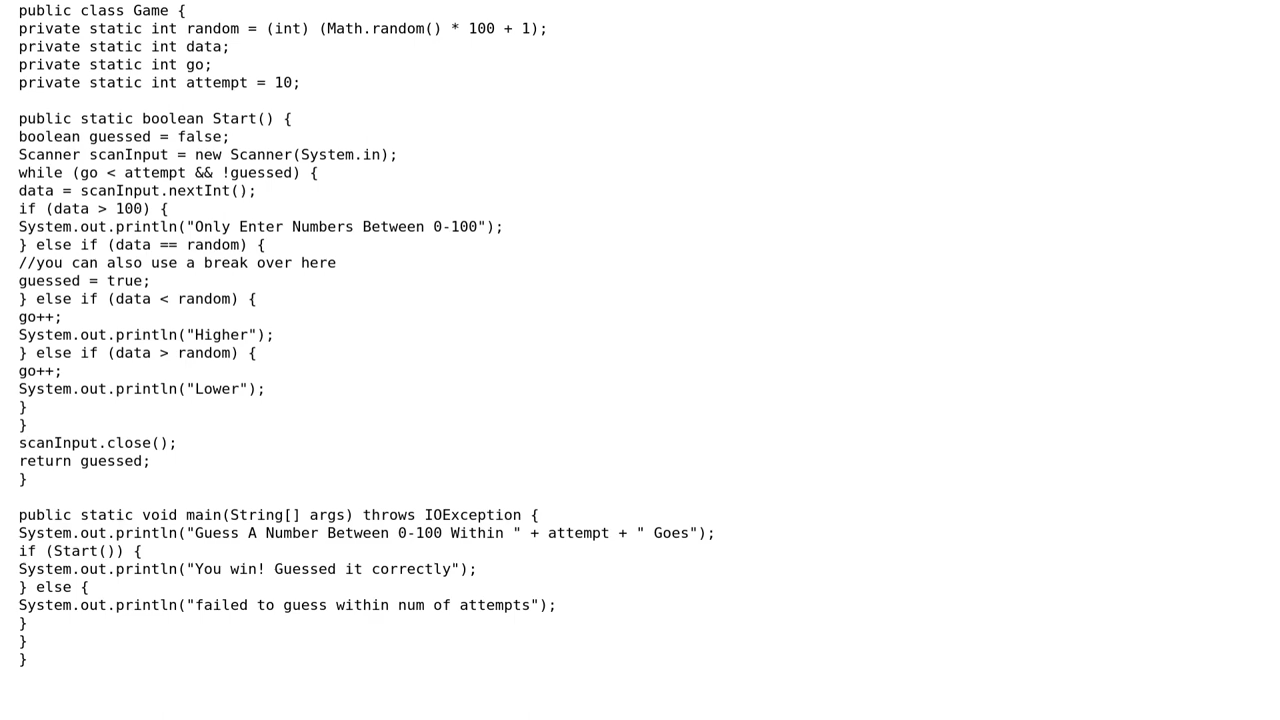 public class Game {
private static int random = (int) (Math.random() * 100 + 1);
private static int data;
private static int go;
private static int attempt = 10;

public static boolean Start() {
boolean guessed = false;
Scanner scanInput = new Scanner(System.in);
while (go < attempt && !guessed) {
data = scanInput.nextInt();
if (data > 100) {
System.out.println("Only Enter Numbers Between 0-100");
} else if (data == random) {
//you can also use a break over here
guessed = true;
} else if (data < random) {
go++;
System.out.println("Higher");
} else if (data > random) {
go++;
System.out.println("Lower");
}
}
scanInput.close();
return guessed;
}

public static void main(String[] args) throws IOException {
System.out.println("Guess A Number Between 0-100 Within " + attempt + " Goes");
if (Start()) {
System.out.println("You win! Guessed it correctly");
} else {
System.out.println("failed to guess within num of attempts");
}
}
}